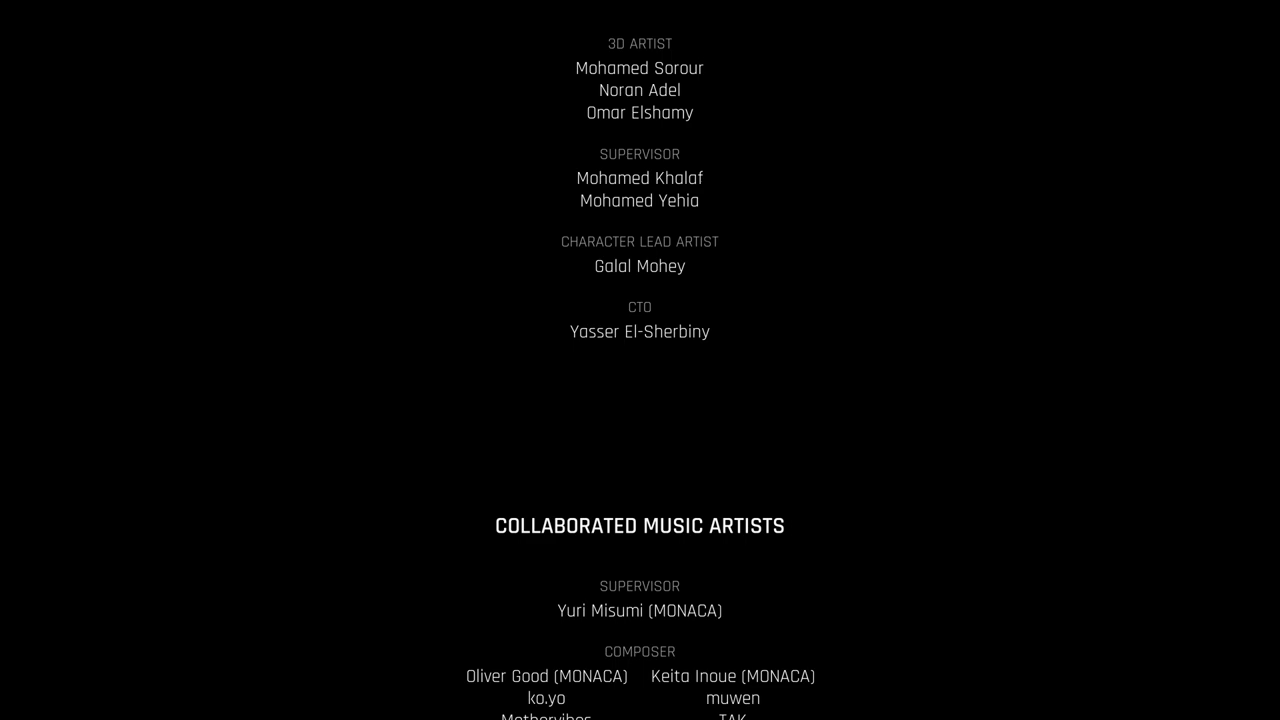 3D ARTIST
Mohamed Sorour
Noran Adel
Omar Elshamy
SUPERVISOR
Mohamed Khalaf
Mohamed Yehia
CHARACTER LEAD ARTIST
Galal Mohey
CTO
Yasser El-Sherbiny
COLLABORATED MUSIC ARTISTS
SUPERVISOR
Yuri Misumi (MONACA)
COMPOSER
Oliver Good (MONACA) Keita Inoue (MONACA)
ko.yo muwen
TAK